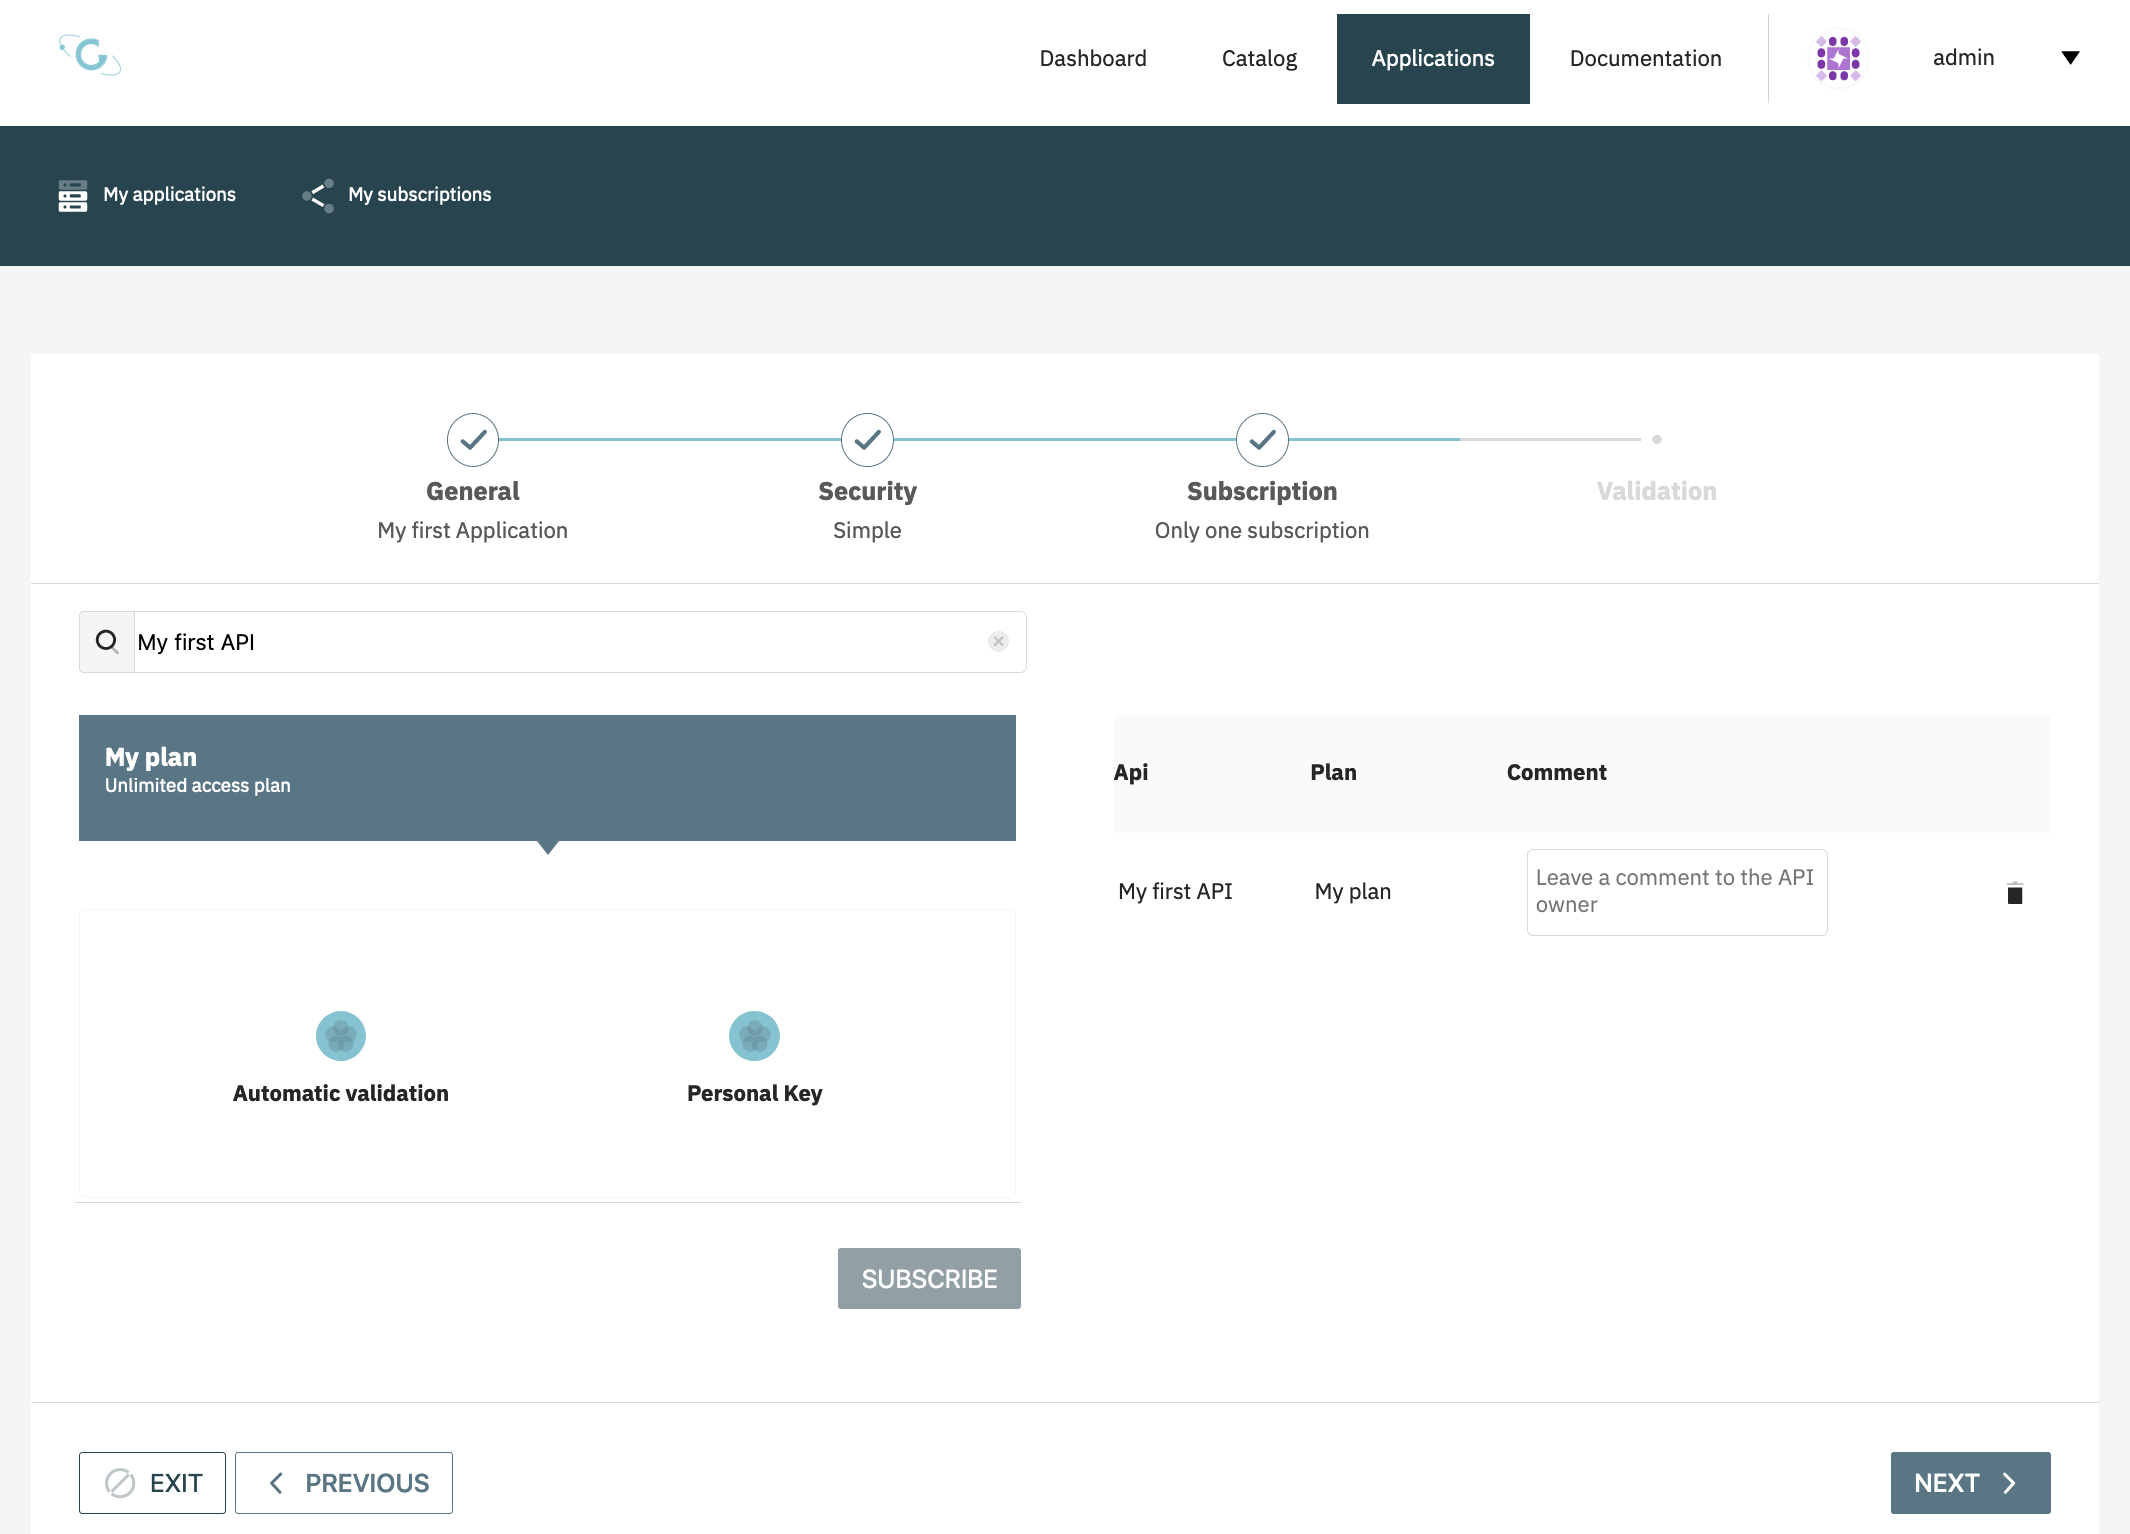 Dashboard
Catalog
Applications
Documentation
admin
My applications
My subscriptions
General
My first Application
Security
Simple
Subscription
Only one subscription
Validation
My first API
My plan
Unlimited access plan
Automatic validation
Personal Key
SUBSCRIBE
Api
Plan
Comment
My first API
My plan
Leave a comment to the API
owner
EXIT
PREVIOUS
NEXT